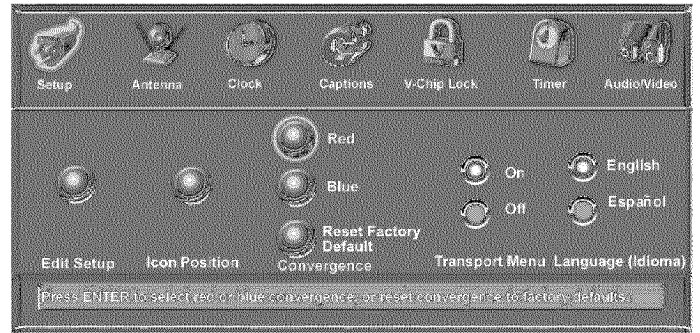 Setup
Antenna
Clock
Captions
V-Chip Lock
Timer
Audio/Video
Red
Blue
Reset Factory
Default
On
Off
English
Español
Edit Setup
Icon Position
Convergence
Transport Menu
Language (Idioma)
Press ENTER to select red or blue convergence, or reset convergence to factory defaults.